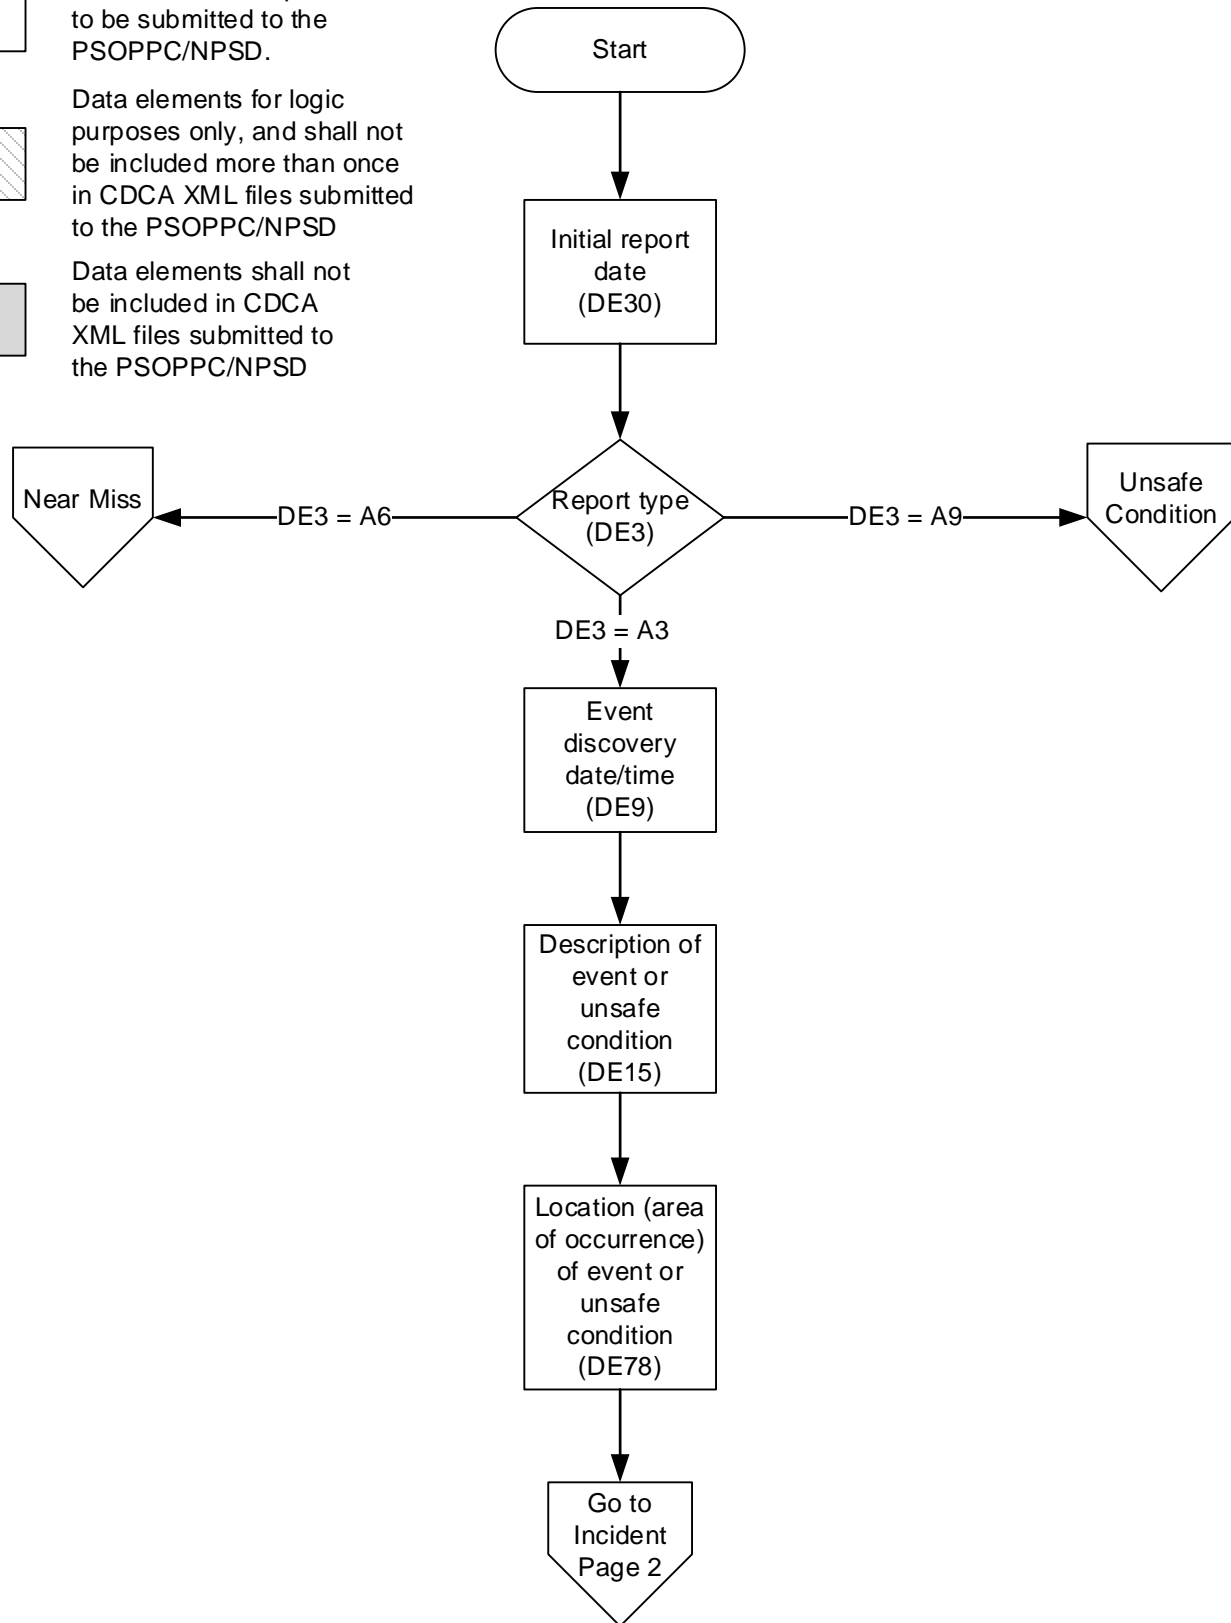 to be submitted to the
PSOPPC/NPSD.
Data elements for logic
purposes only, and shall not
be included more than once
in CDCA XML files submitted
to the PSOPPC/NPSD
Data elements shall not
be included in CDCA
XML files submitted to
the PSOPPC/NPSD
Start
Initial report
date
(DE30)
Report type
(DE3)
DE3 = A6
Near Miss
DE3 = A9
Unsafe
Condition
DE3 = A3
Event
discovery
date/time
(DE9)
Description of
event or
unsafe
condition
(DE15)
Location (area
of occurrence)
of event or
unsafe
condition
(DE78)
Go to
Incident
Page 2